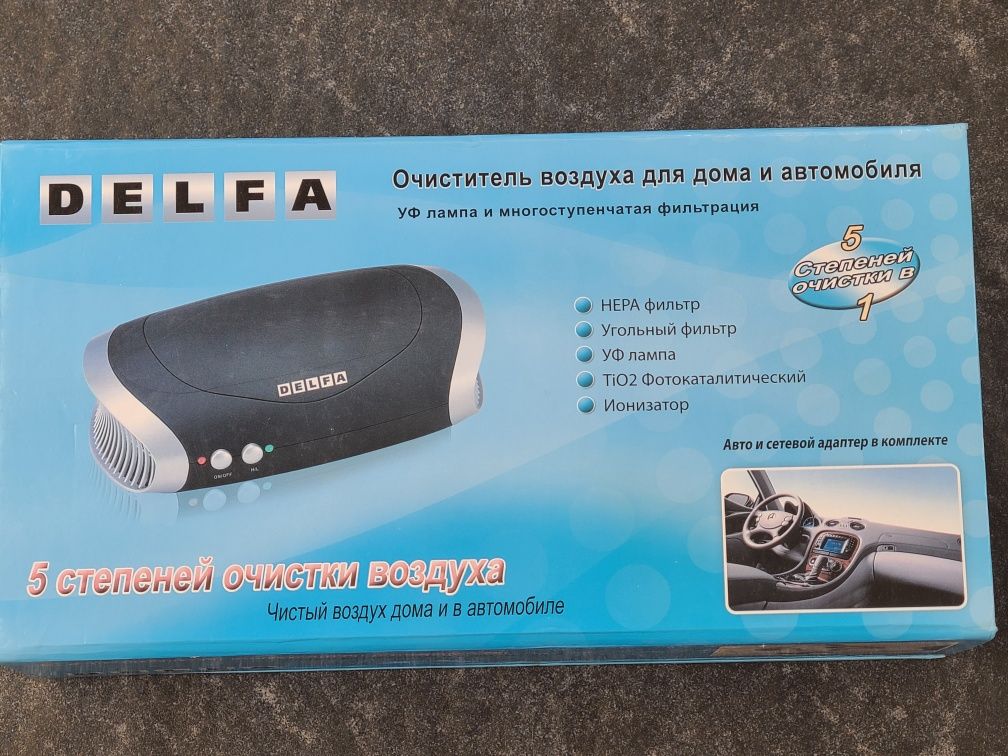 DELFA
Очиститель воздуха для дома и автомобиля
УФ лампа и многоступенчатая фильтрация
5
Степеней
очистки в
1
HEPA фильтр
Угольный фильтр
УФ лампа
TiO2 Фотокаталитический
Ионизатор
DELFA
ON/OFF
H/L
Авто и сетевой адаптер в комплекте
5 степеней очистки воздуха
Чистый воздух дома и в автомобиле